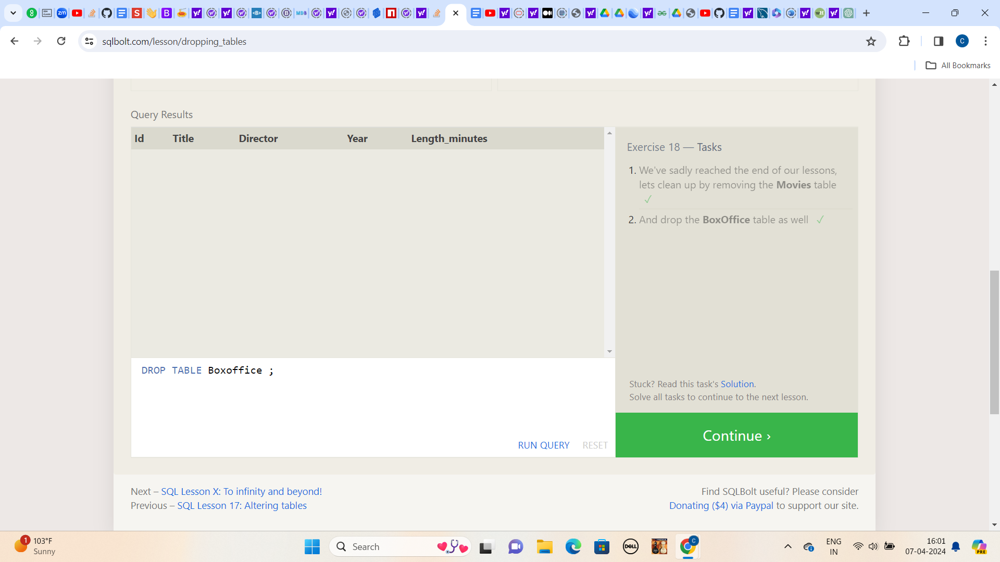 sqlbolt.com/lesson/dropping_tables
All Bookmarks
Query Results
Id Title Director Year Length_minutes
Exercise 18 — Tasks
1. We've sadly reached the end of our lessons,
lets clean up by removing the Movies table
✓
2. And drop the BoxOffice table as well ✓
DROP TABLE Boxoffice ;
Stuck? Read this task's Solution.
Solve all tasks to continue to the next lesson.
RUN QUERY RESET
Continue ›
Next – SQL Lesson X: To infinity and beyond!
Previous – SQL Lesson 17: Altering tables
Find SQLBolt useful? Please consider
Donating ($4) via Paypal to support our site.
1
103°F
Sunny
Search
DELL
C
PRE
ENG
IN
16:01
07-04-2024